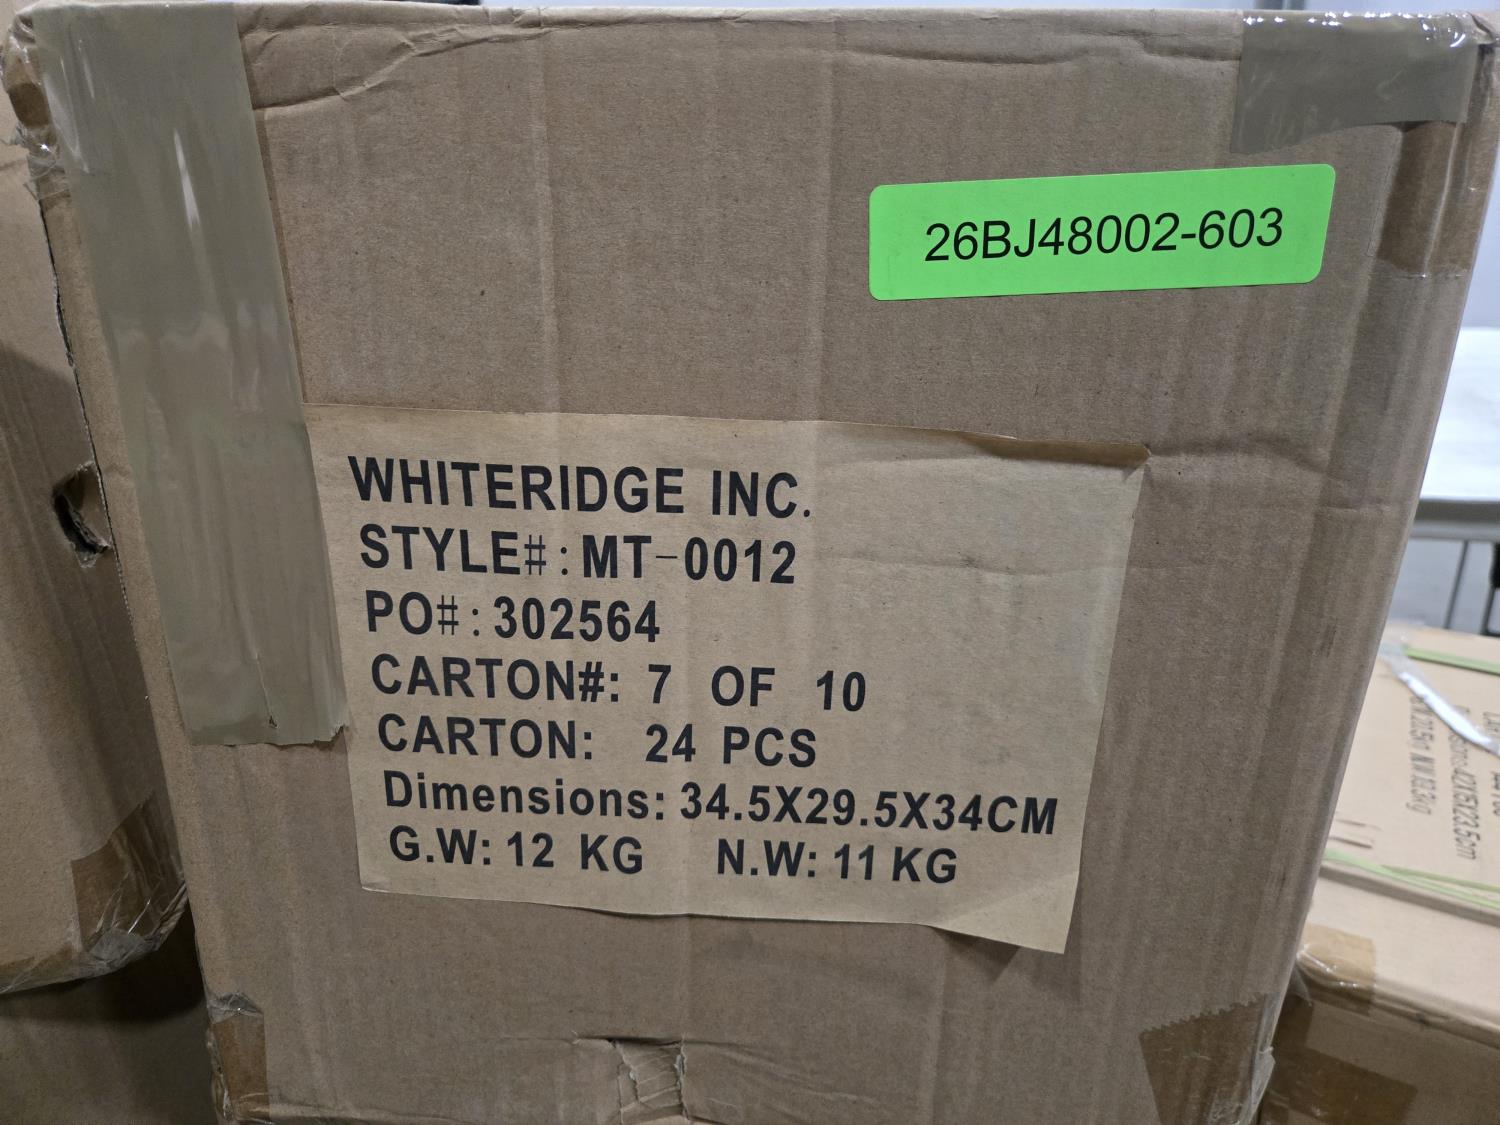 26BJ48002-603
WHITERIDGE INC.
STYLE#: MT-0012
PO#: 302564
CARTON#: 7 OF 10
CARTON: 24 PCS
Dimensions: 34.5X29.5X34CM
G.W: 12 KG N.W: 11 KG